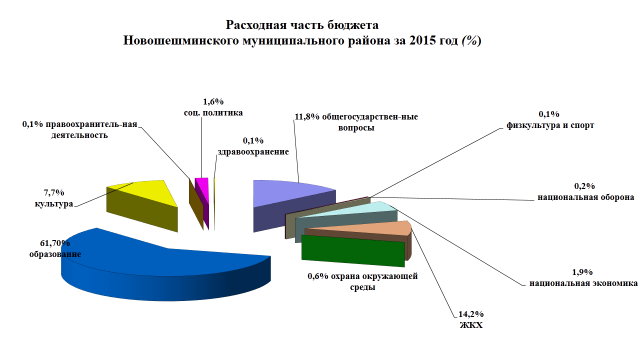 Расходная часть бюджета
Новошешминского муниципального района за 2015 год (%)
1,6%
соц. политика
0,1% правоохранитель-ная
деятельность
0,1%
здравоохранение
11,8% общегосударствен-ные
вопросы
0,1%
физкультура и спорт
7,7%
культура
0,2%
национальная оборона
61,70%
образование
0,6% охрана окружающей
среды
1,9%
национальная экономика
14,2%
ЖКХ